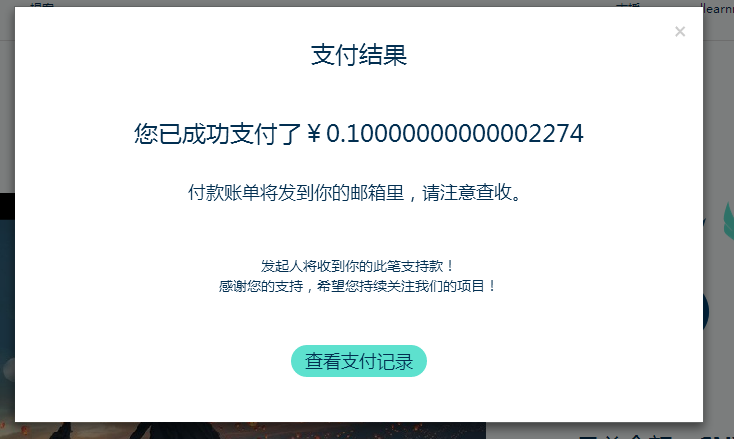 ×
支付结果
您已成功支付了￥0.10000000000002274
付款账单将发到你的邮箱里，请注意查收。
发起人将收到你的此笔支持款！
感谢您的支持，希望您持续关注我们的项目！
查看支付记录